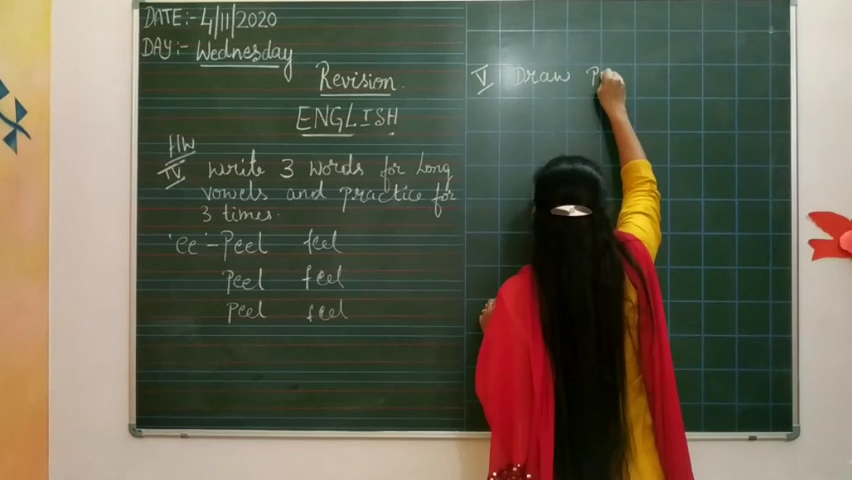 DATE:- 4/11/2020
DAY:- Wednesday
Revision.
ENGLISH.
HW
IV write 3 words for long
vowels and practice for
3 times.
'ee'- Peel feel
Peel feel
Peel feel
V Draw